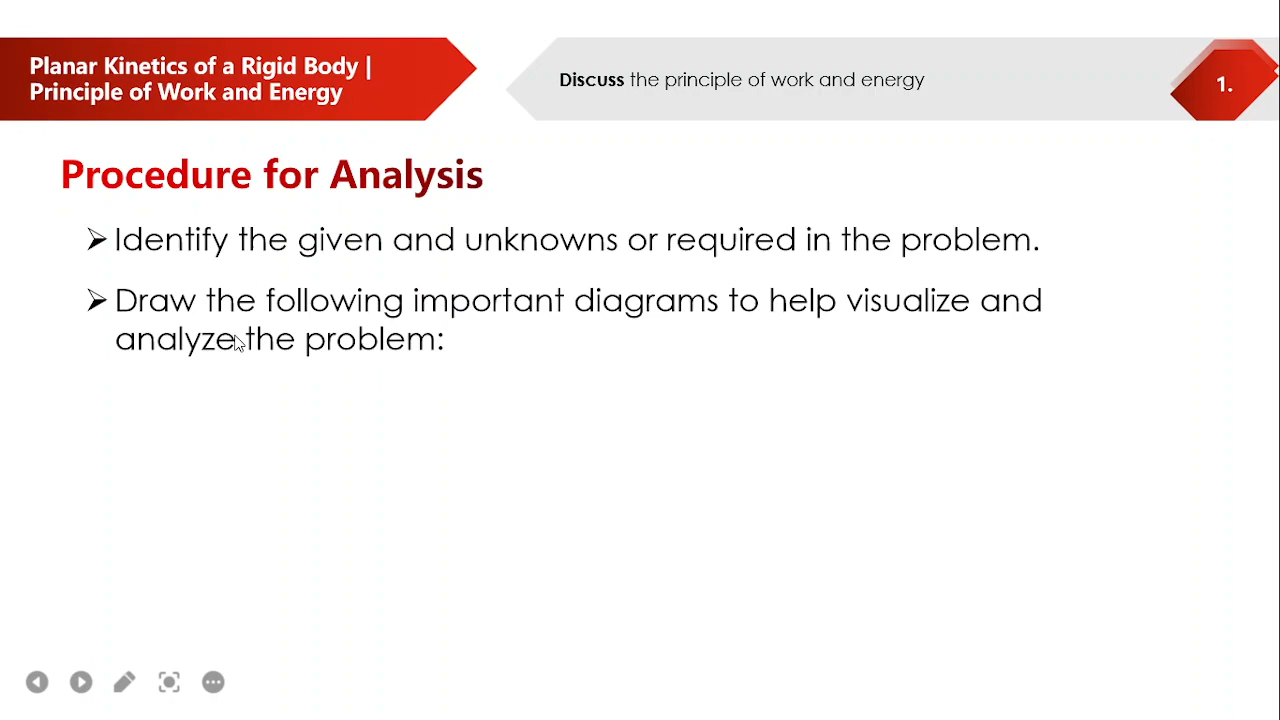 Planar Kinetics of a Rigid Body |
Principle of Work and Energy
Discuss the principle of work and energy
1.
Procedure for Analysis
➢ Identify the given and unknowns or required in the problem.
➢ Draw the following important diagrams to help visualize and
analyze the problem: